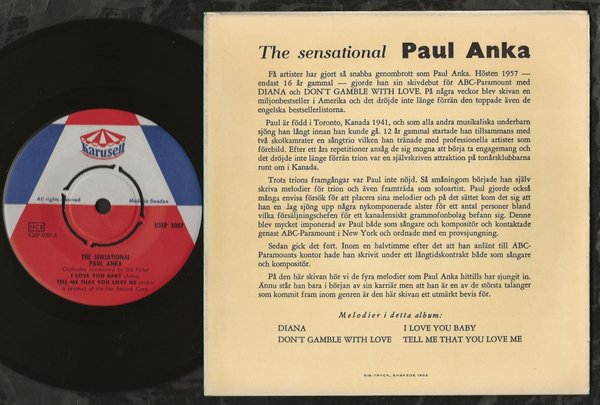 Karusell
All rights reserved
Made in Sweden
NCB
KSEP 3087 A
KSEP 3087
THE SENSATIONAL
PAUL ANKA
Orchestra conducted by Sid Feller
I LOVE YOU BABY (Anka)
TELL ME THAT YOU LOVE ME (Anka)
a product of Am-Par Record Corp.
The sensational Paul Anka
Få artister har gjort så snabba genombrott som Paul Anka. Hösten 1957 —
endast 16 år gammal — gjorde han sin skivdebut för ABC-Paramount med
DIANA och DON'T GAMBLE WITH LOVE. På några veckor blev skivan en
miljonbestseller i Amerika och det dröjde inte länge förrän den toppade även de
engelska bestsellerlistorna.
Paul är född i Toronto, Kanada 1941, och som alla andra musikaliska underbarn
sjöng han långt innan han kunde gå. 12 år gammal startade han tillsammans med
två skolkamrater en sångtrio vilken han tränade med professionella artister som
förebild. Efter ett års repetitioner ansåg de sig mogna att börja ta engagemang och
det dröjde inte länge förrän trion var en självskriven attraktion på tonårsklubbarna
runt om i Kanada.
Trots trions framgångar var Paul inte nöjd. Så småningom började han själv
skriva melodier för trion och även framträda som soloartist. Paul gjorde också
många envisa försök för att placera sina melodier och på det sättet kom det sig att
han en dag sjöng upp några nykomponerade alster för ett antal personer bland
vilka försäljningschefen för ett kanadensiskt grammofonbolag befann sig. Denne
blev mycket imponerad av Paul både som sångare och kompositör och kontaktade
genast ABC-Paramount i New York och ordnade med en provsjungning.
Sedan gick det fort. Inom en halvtimme efter det att han anlänt till ABC-
Paramounts kontor hade han skrivit under ett långtidskontrakt både som sångare
och kompositör.
På den här skivan hör vi de fyra melodier som Paul Anka hittills har sjungit in.
Ännu står han bara i början av sin karriär men att han är en av de största talanger
som kommit fram inom genren är den här skivan ett utmärkt bevis för.
Melodier i detta album:
DIANA I LOVE YOU BABY
DON'T GAMBLE WITH LOVE TELL ME THAT YOU LOVE ME